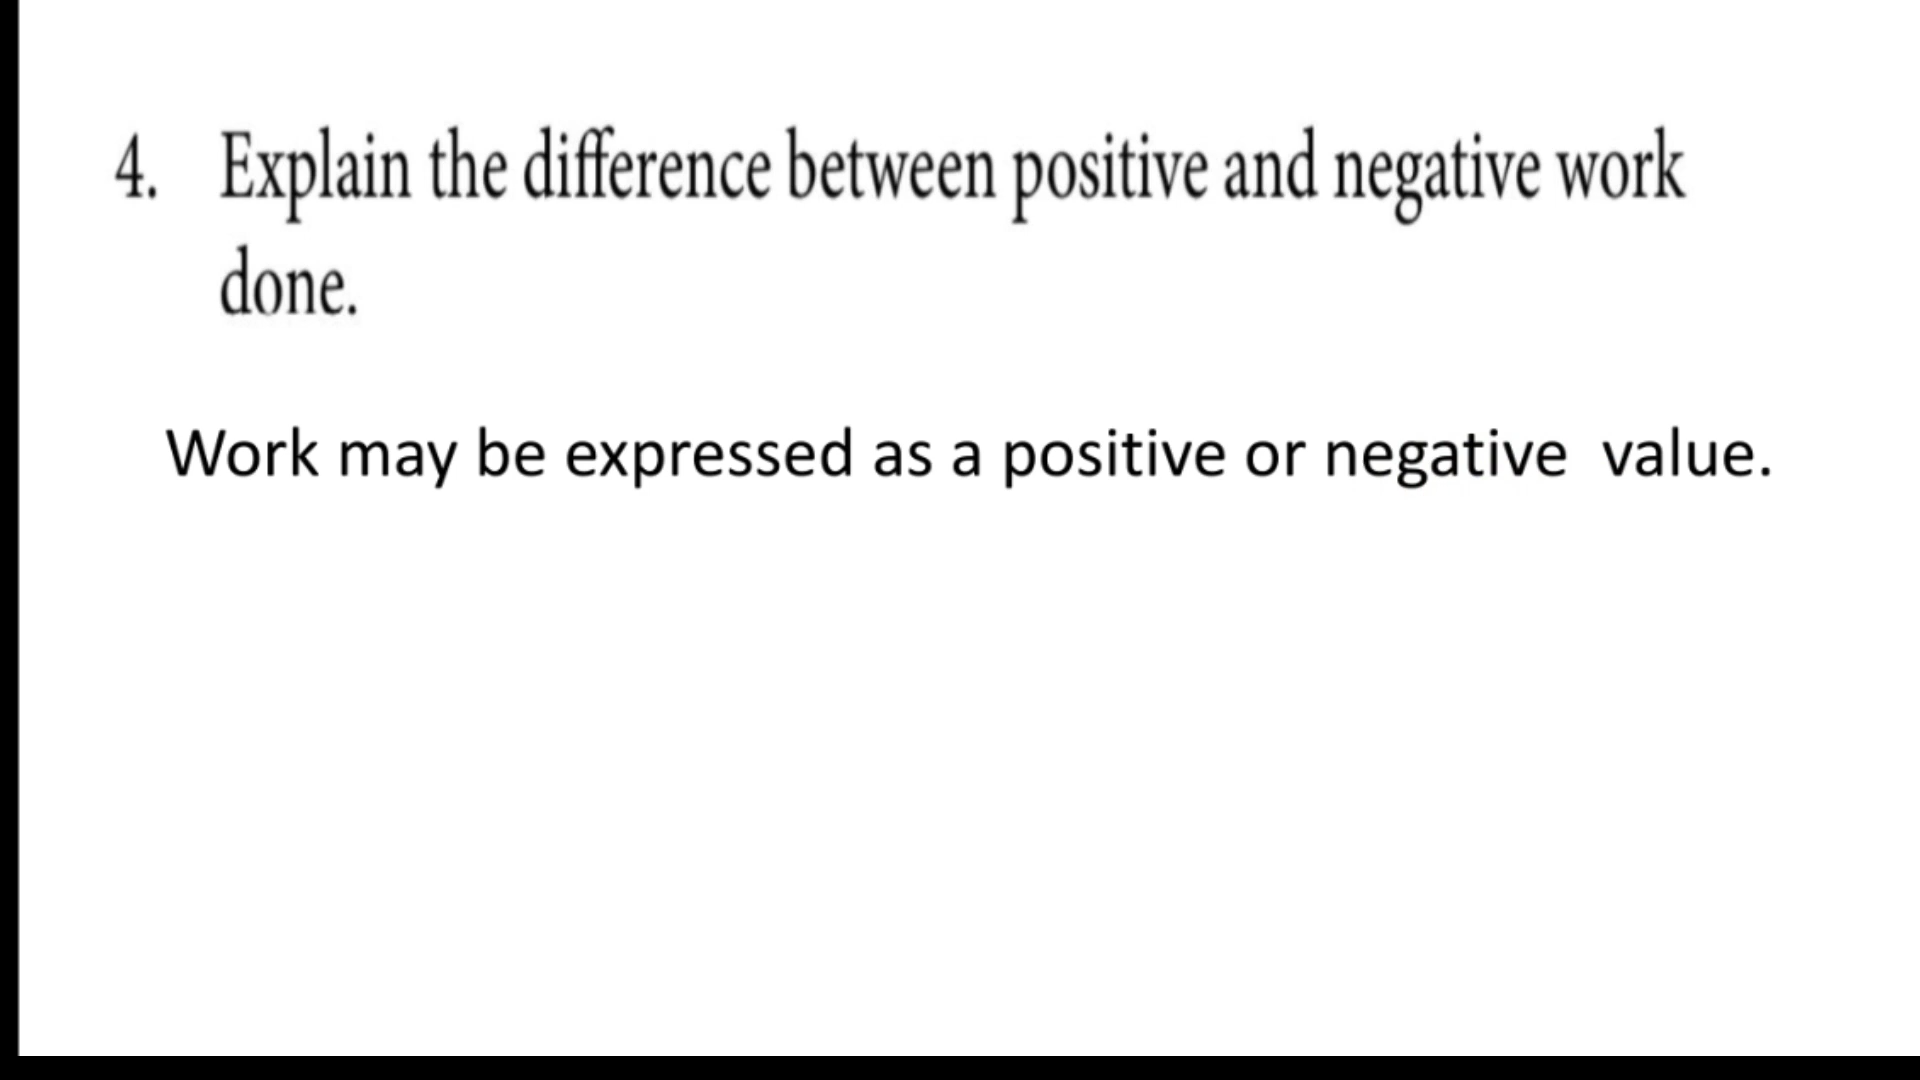 4. Explain the difference between positive and negative work
done.
Work may be expressed as a positive or negative value.